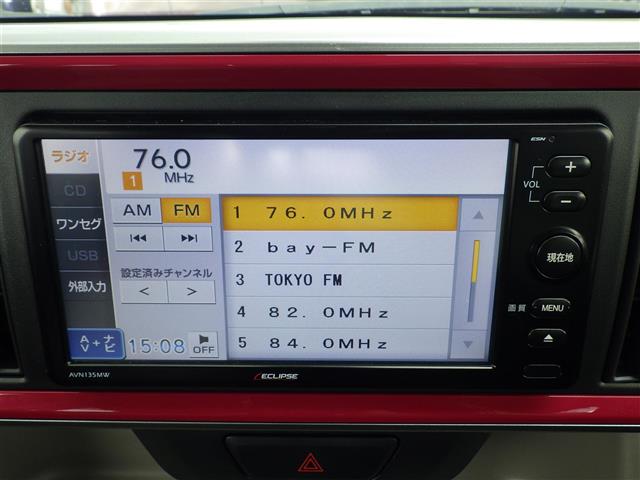 ラジオ
CD
ワンセグ
USB
外部入力
A V + ナビ
76.0
1 MHz
AM FM
設定済みチャンネル
< >
15:08 OFF
1 76.0MHz
2 bay-FM
3 TOKYO FM
4 82.0MHz
5 84.0MHz
ESN
+
VOL
−
現在地
画質 MENU
AVN135MW
ECLIPSE